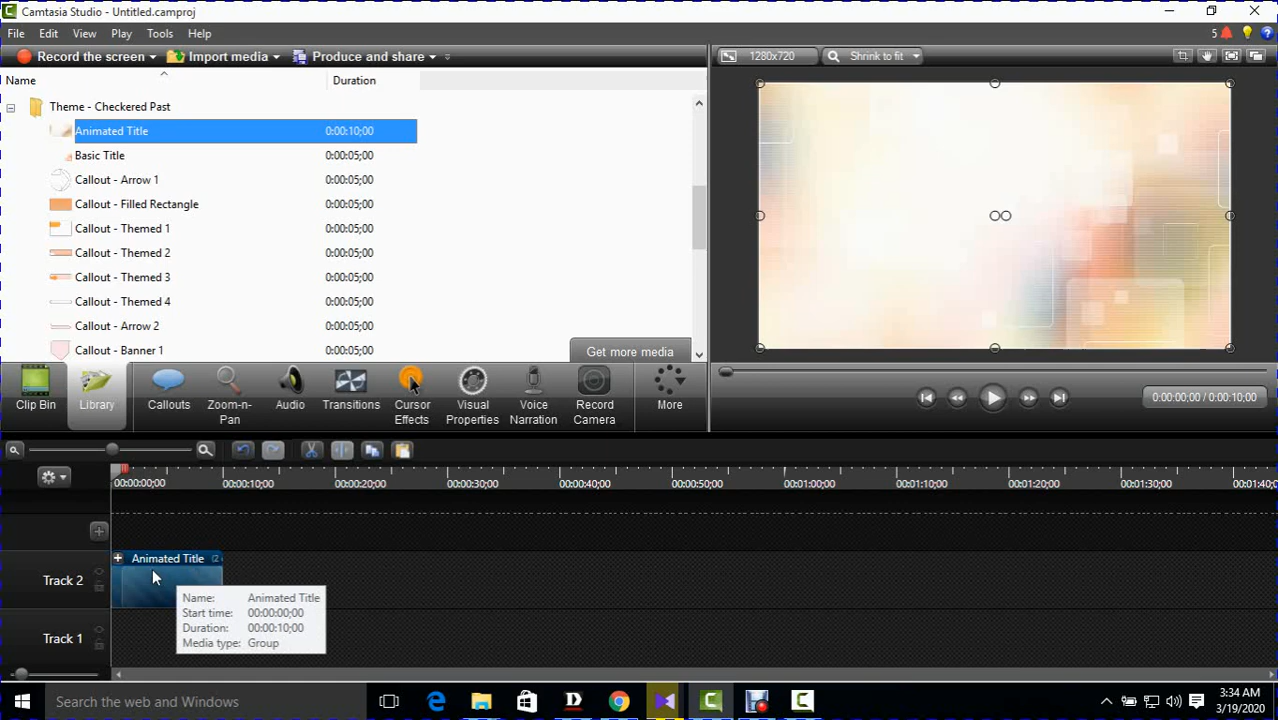 Camtasia Studio - Untitled.camproj
File Edit View Play Tools Help
5
Record the screen Import media Produce and share
1280x720 Shrink to fit
Name Duration
Theme - Checkered Past
Animated Title 0:00:10;00
Basic Title 0:00:05;00
Callout - Arrow 1 0:00:05;00
Callout - Filled Rectangle 0:00:05;00
Callout - Themed 1 0:00:05;00
Callout - Themed 2 0:00:05;00
Callout - Themed 3 0:00:05;00
Callout - Themed 4 0:00:05;00
Callout - Arrow 2 0:00:05;00
Callout - Banner 1 0:00:05;00
Get more media
Clip Bin
Library
Callouts
Zoom-n-Pan
Audio
Transitions
Cursor Effects
Visual Properties
Voice Narration
Record Camera
More
0:00:00;00 / 0:00:10;00
00:00:00;00 00:00:10;00 00:00:20;00 00:00:30;00 00:00:40;00 00:00:50;00 00:01:00;00 00:01:10;00 00:01:20;00 00:01:30;00 00:01:40;0
Animated Title (2
Track 2
Name: Animated Title
Start time: 00:00:00;00
Duration: 00:00:10;00
Media type: Group
Track 1
Search the web and Windows
3:34 AM
3/19/2020